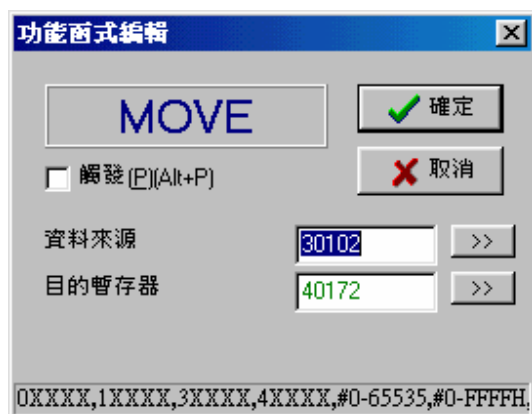 功能函式編輯
MOVE
確定
觸發(P)(Alt+P)
取消
資料來源
30102
>>
目的暫存器
40172
>>
0XXXX,1XXXX,3XXXX,4XXXX,#0-65535,#0-FFFFH,